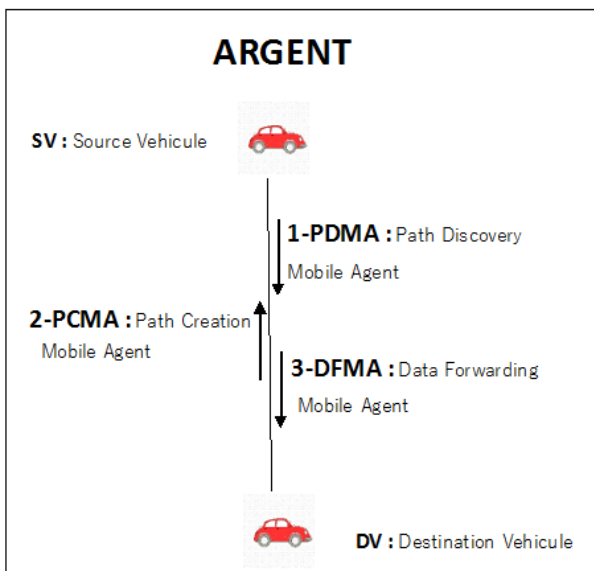 ARGENT
SV : Source Vehicule
1-PDMA : Path Discovery
Mobile Agent
2-PCMA : Path Creation
Mobile Agent
3-DFMA : Data Forwarding
Mobile Agent
DV : Destination Vehicule